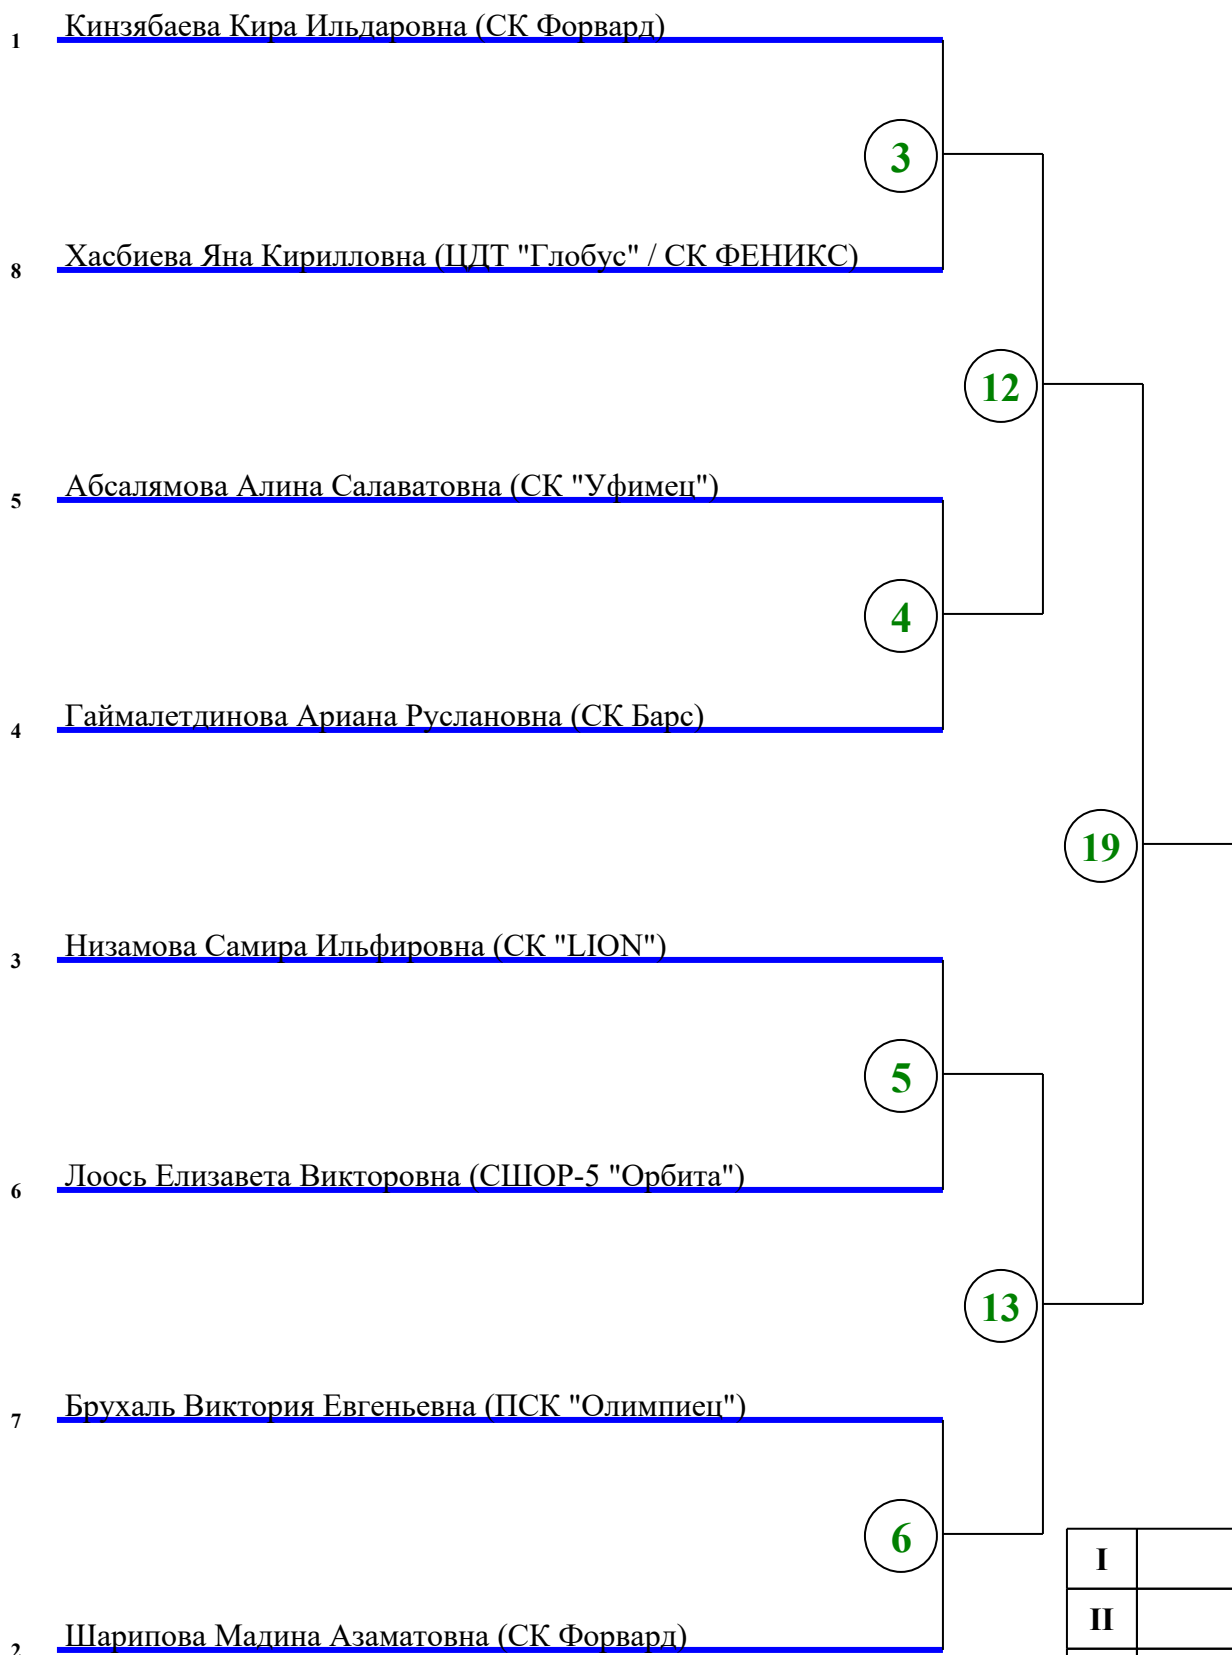 1 Кинзябаева Кира Ильдаровна (СК Форвард)
3
8 Хасбиева Яна Кирилловна (ЦДТ "Глобус" / СК ФЕНИКС)
12
5 Абсалямова Алина Салаватовна (СК "Уфимец")
4
4 Гаймалетдинова Ариана Руслановна (СК Барс)
19
3 Низамова Самира Ильфировна (СК "LION")
5
6 Лоось Елизавета Викторовна (СШОР-5 "Орбита")
13
7 Брухаль Виктория Евгеньевна (ПСК "Олимпиец")
6
I
II
2 Шарипова Мадина Азаматовна (СК Форвард)